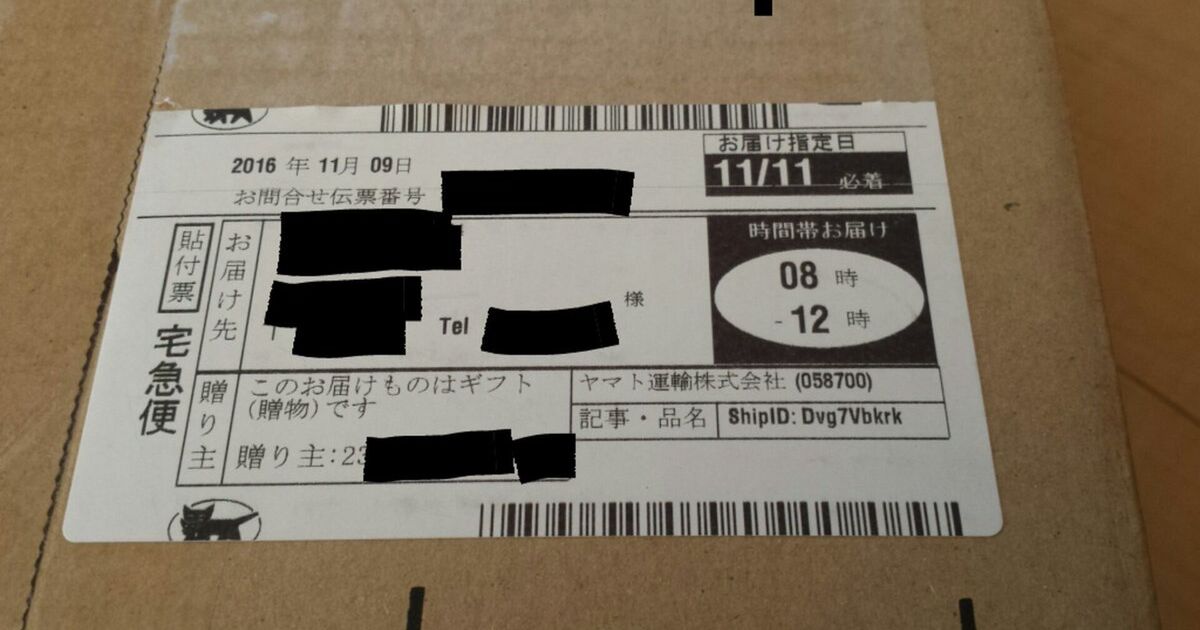 2016 年 11月 09日
お届け指定日
11/11 必着
お問合せ伝票番号
貼付票
宅急便
お届け先
様
Tel
時間帯お届け
08 時
- 12 時
贈り主
このお届けものはギフト
(贈物)です
贈り主:23
ヤマト運輸株式会社 (058700)
記事・品名 ShipID: Dvg7Vbkrk